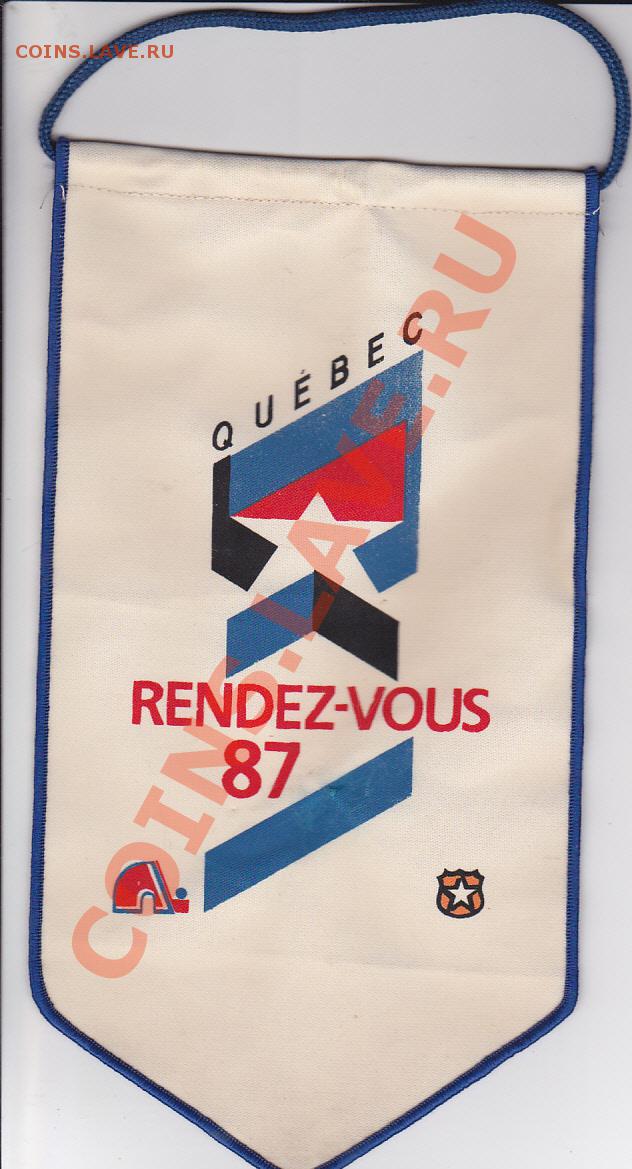 COINS.LAVE.RU
QUÉBEC
RENDEZ-VOUS
87
COINS.LAVE.RU